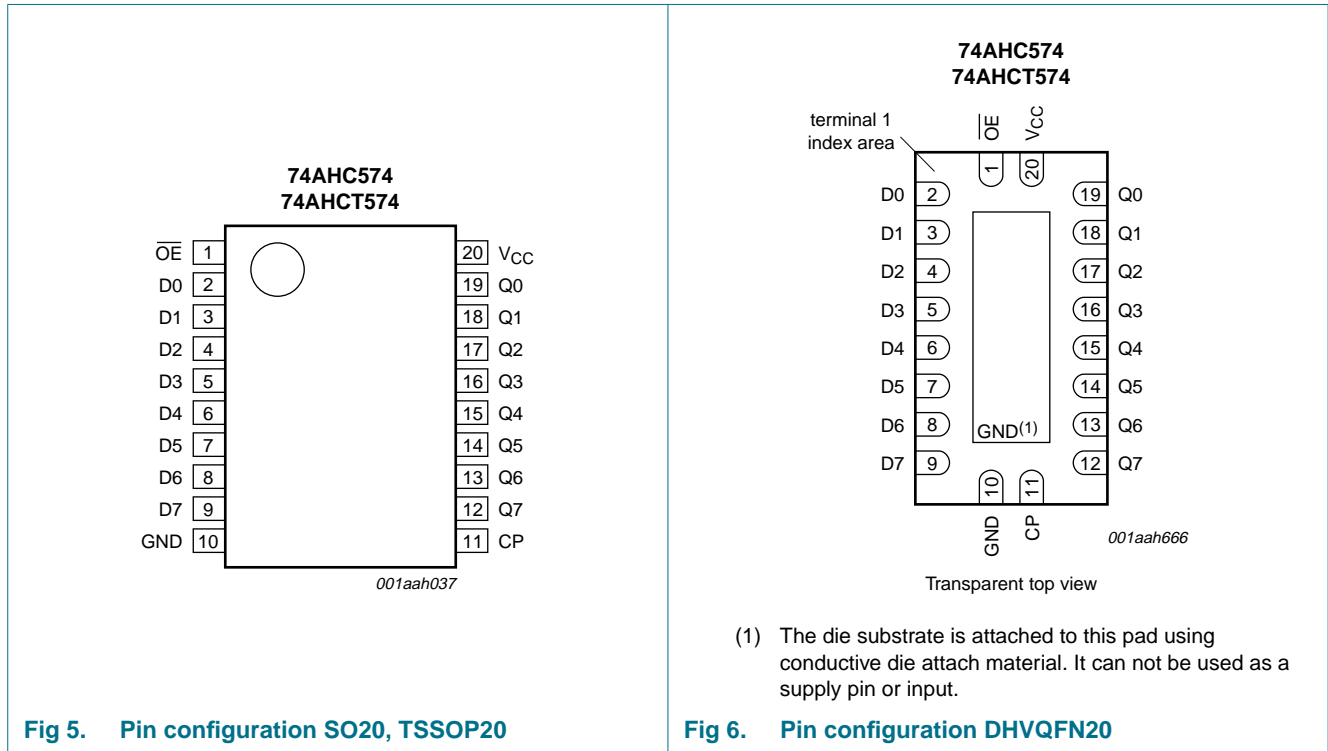 74AHC574
74AHCT574
OE 1
D0 2
D1 3
D2 4
D3 5
D4 6
D5 7
D6 8
D7 9
GND 10
20 VCC
19 Q0
18 Q1
17 Q2
16 Q3
15 Q4
14 Q5
13 Q6
12 Q7
11 CP
001aah037
Fig 5. Pin configuration SO20, TSSOP20
74AHC574
74AHCT574
terminal 1
index area
OE
VCC
1
20
D0 2
D1 3
D2 4
D3 5
D4 6
D5 7
D6 8
D7 9
19 Q0
18 Q1
17 Q2
16 Q3
15 Q4
14 Q5
13 Q6
12 Q7
GND(1)
10
11
GND
CP
001aah666
Transparent top view
(1) The die substrate is attached to this pad using
conductive die attach material. It can not be used as a
supply pin or input.
Fig 6. Pin configuration DHVQFN20